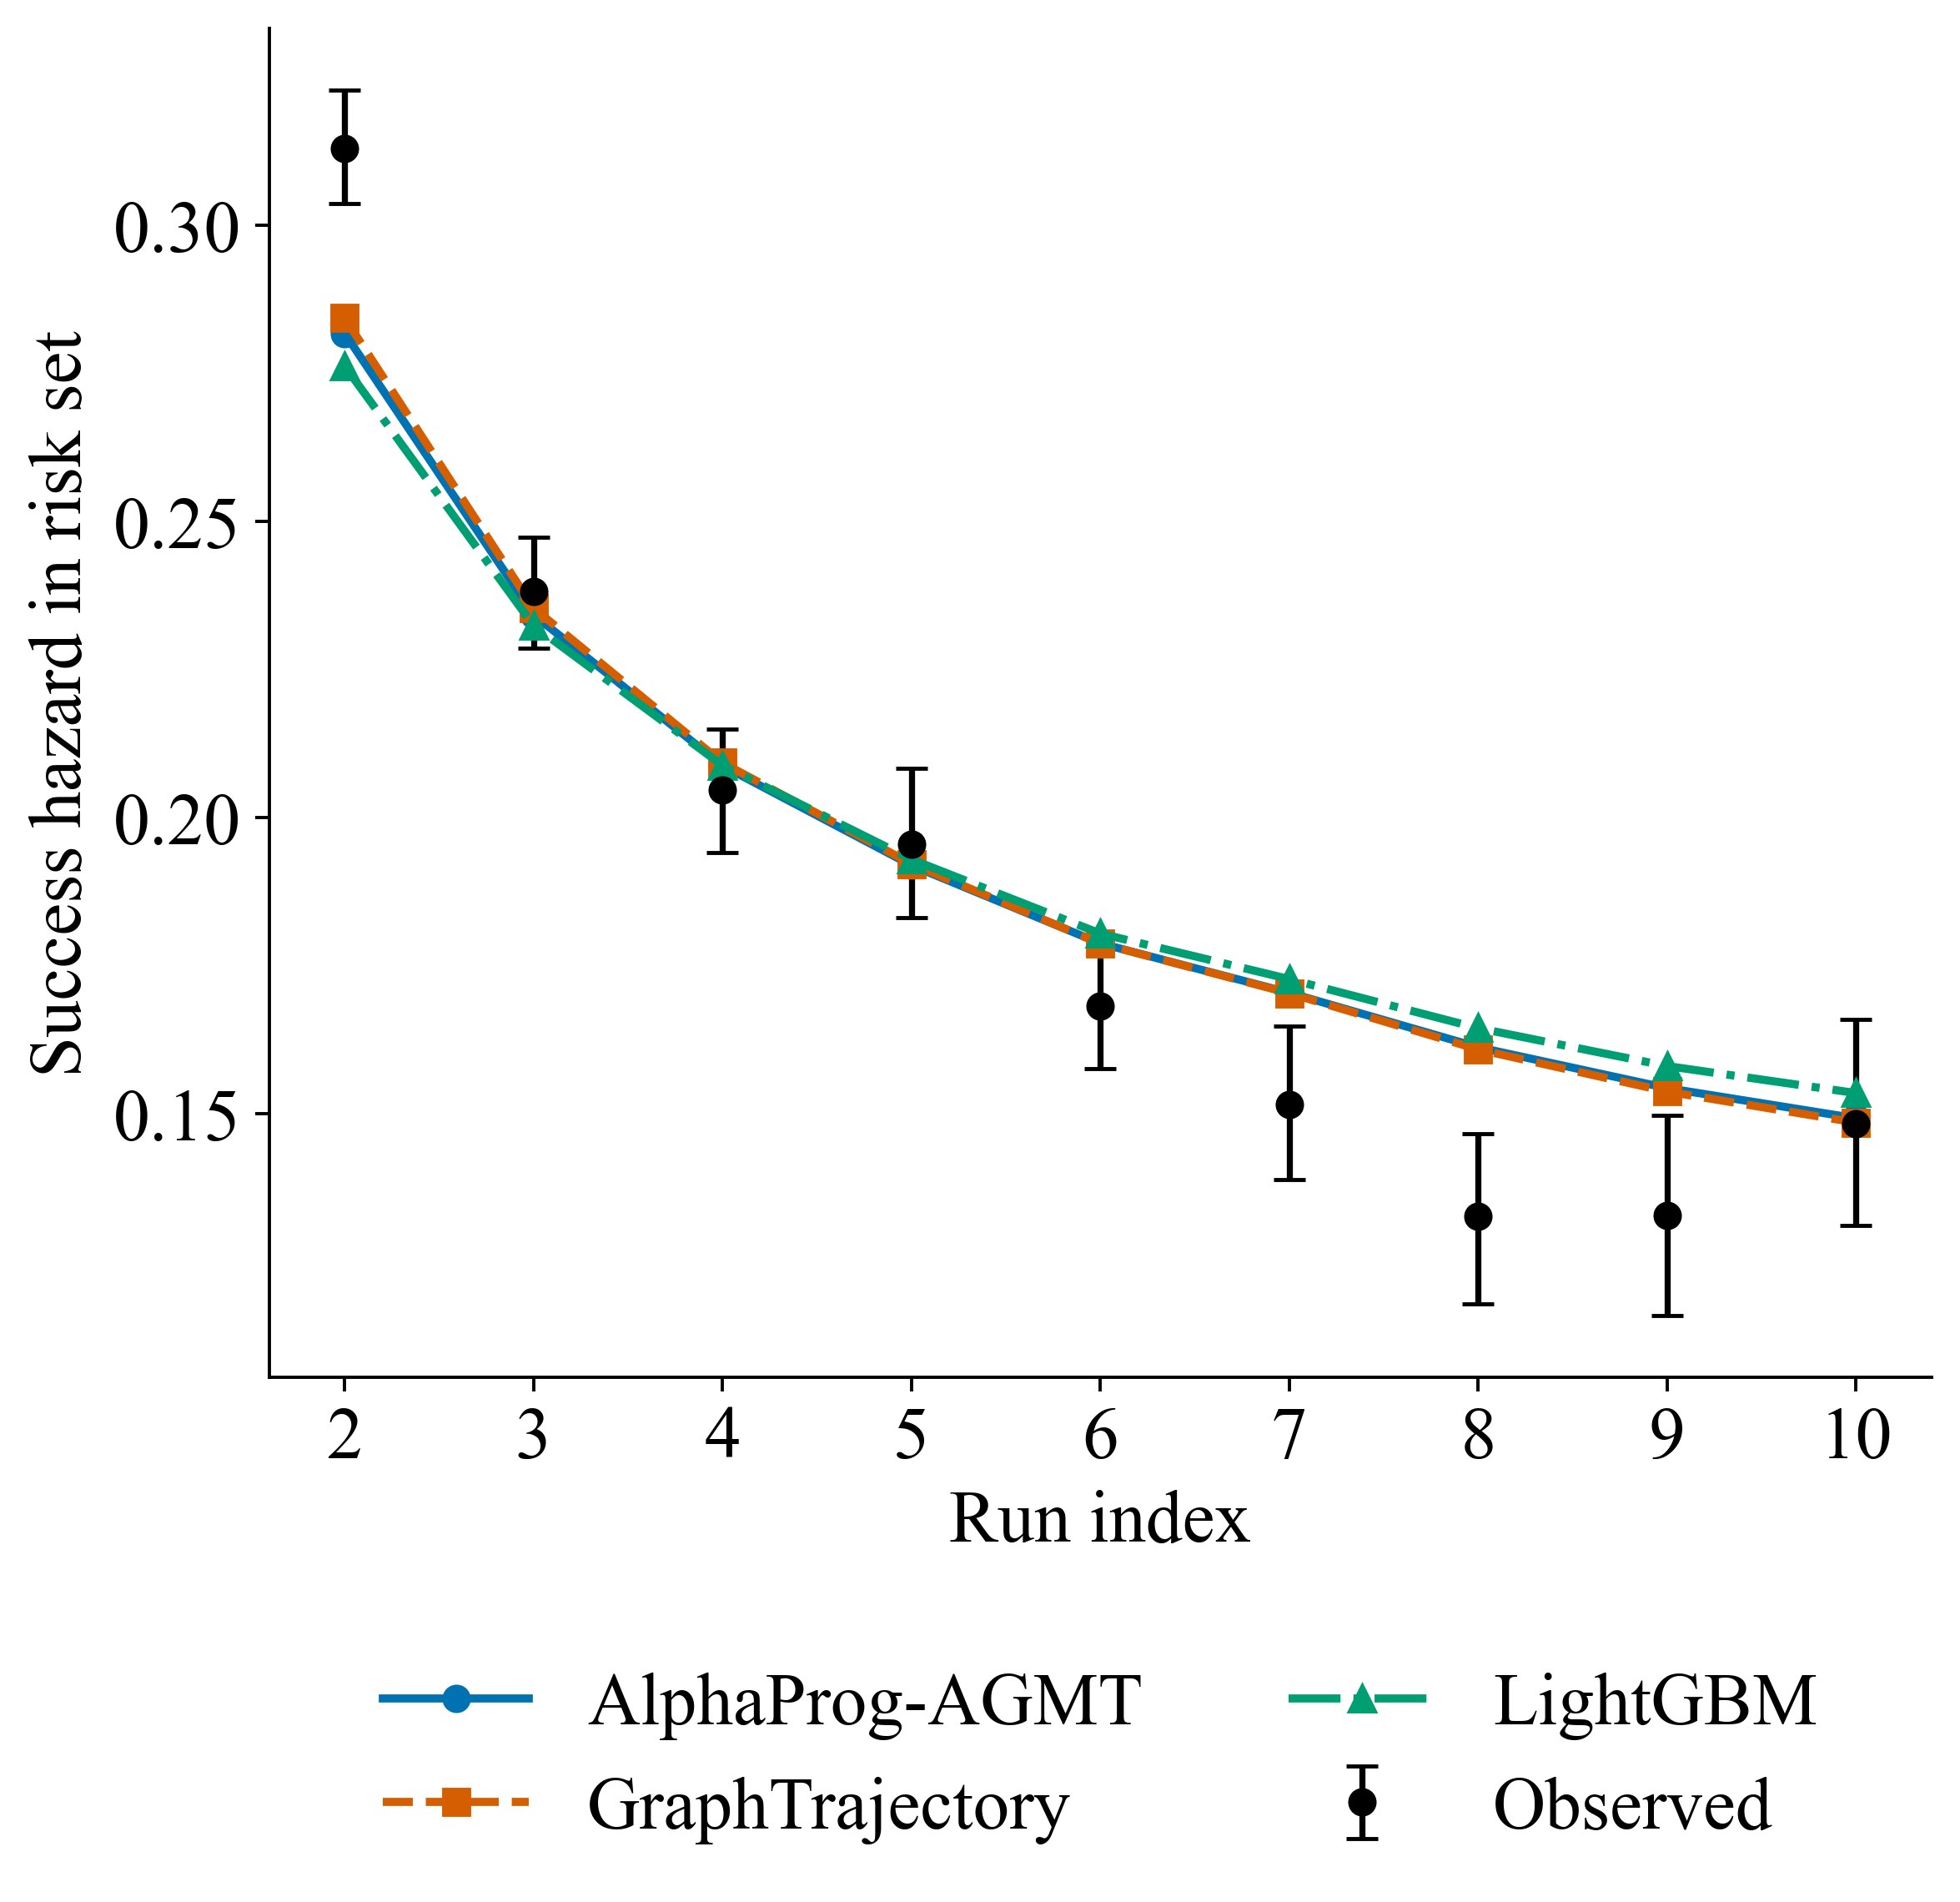 Success hazard in risk set
0.30
0.25
0.20
0.15
2 3 4 5 6 7 8 9 10
Run index
AlphaProg-AGMT
GraphTrajectory
LightGBM
Observed